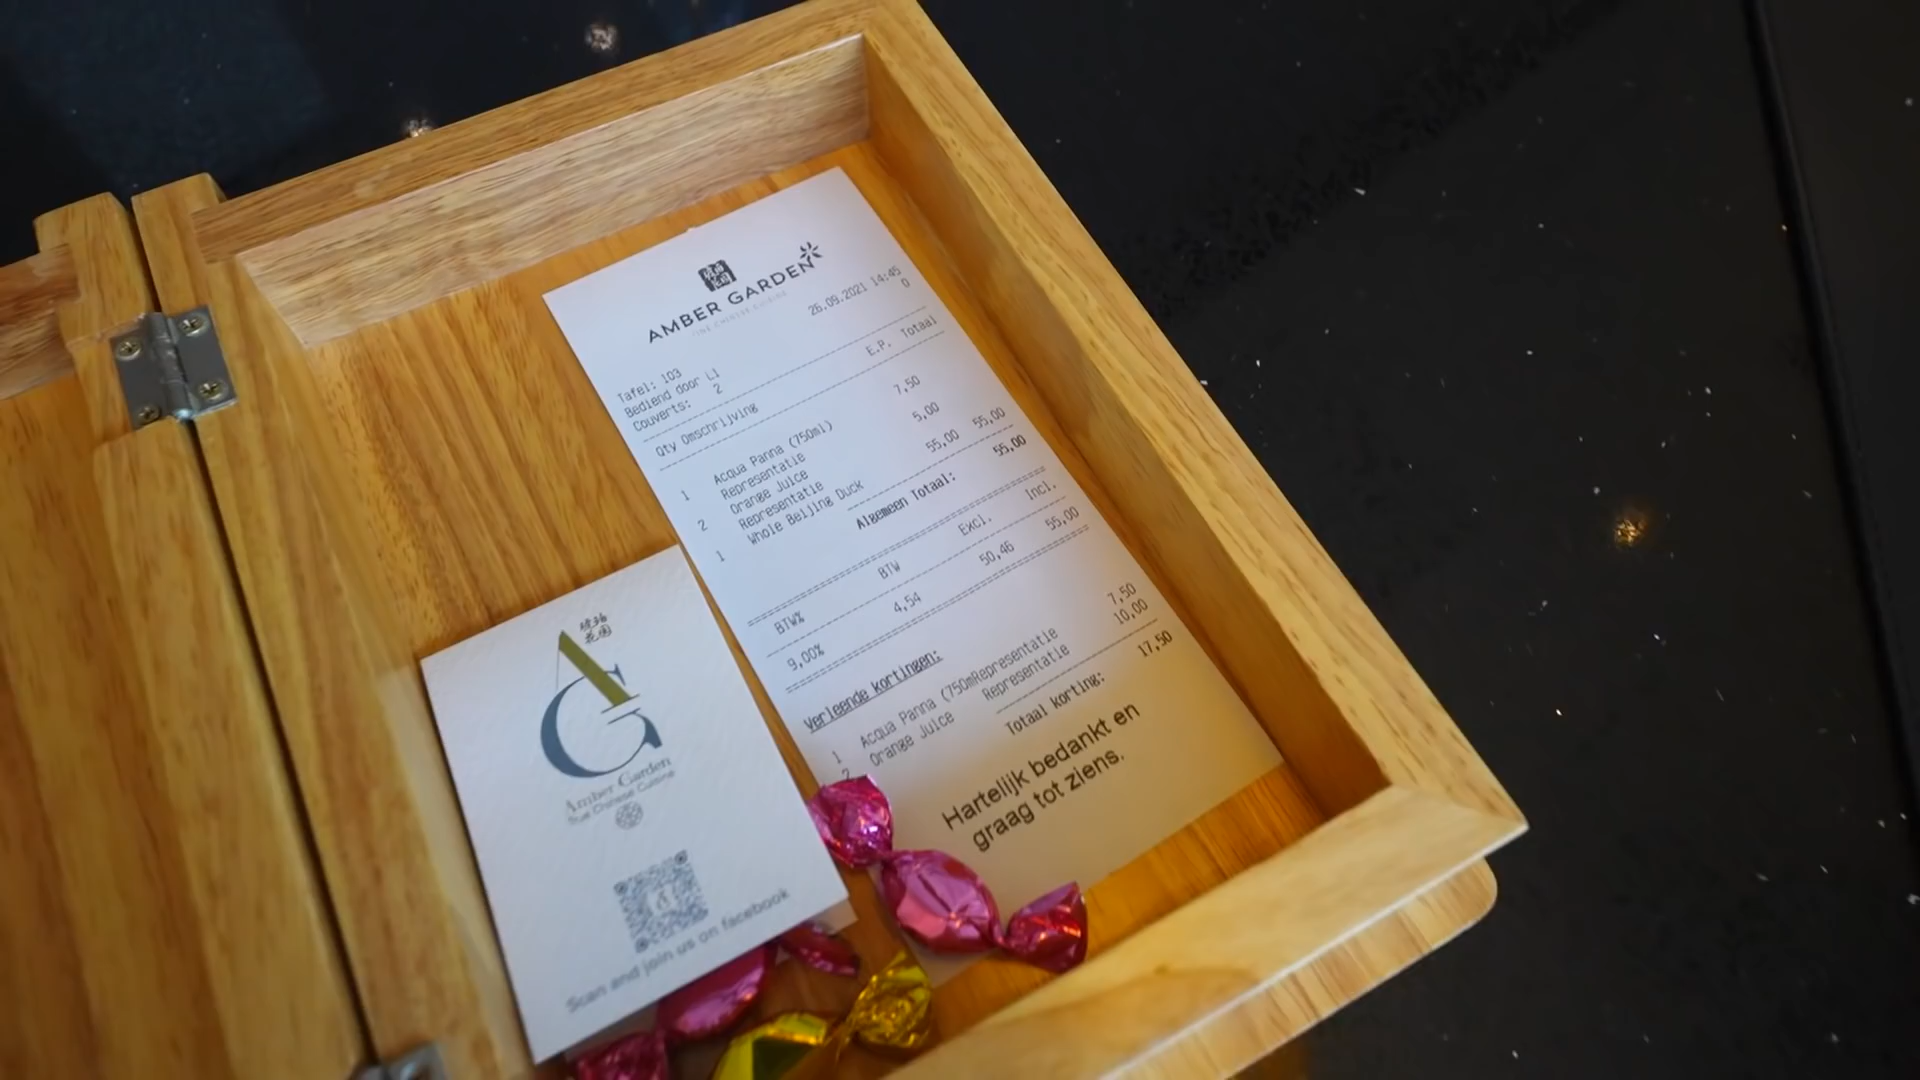 AMBER GARDEN
26.09.2021 14:45
0
Tafel: 103
Bediend door Li
Couverts: 2
Qty Omschrijving E.P. Totaal
1 Acqua Panna (750ml) 7,50
Representatie
2 Orange Juice 5,00
Representatie
1 Whole Beijing Duck 55,00 55,00
Algemeen Totaal: 55,00
BTW% BTW Excl. Incl.
9,00% 4,54 50,46 55,00
Verleende kortingen:
1 Acqua Panna (750mRepresentatie 7,50
2 Orange Juice Representatie 10,00
Totaal korting: 17,50
Hartelijk bedankt en
graag tot ziens.
AG
Amber Garden
True Chinese Cuisine
Scan and join us on facebook